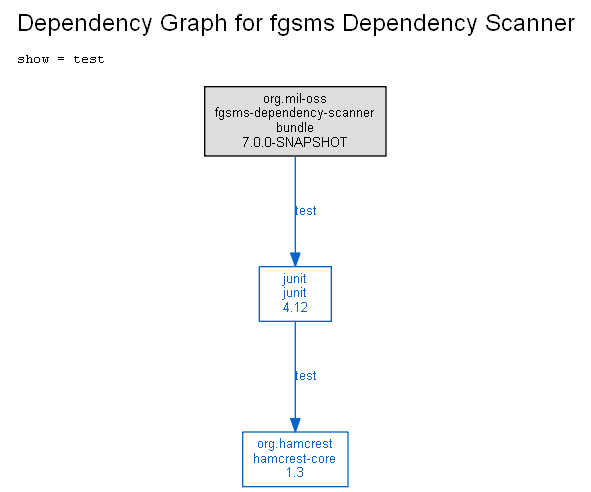 Dependency Graph for fgsms Dependency Scanner
show = test
org.mil-oss
fgsms-dependency-scanner
bundle
7.0.0-SNAPSHOT
test
junit
junit
4.12
test
org.hamcrest
hamcrest-core
1.3